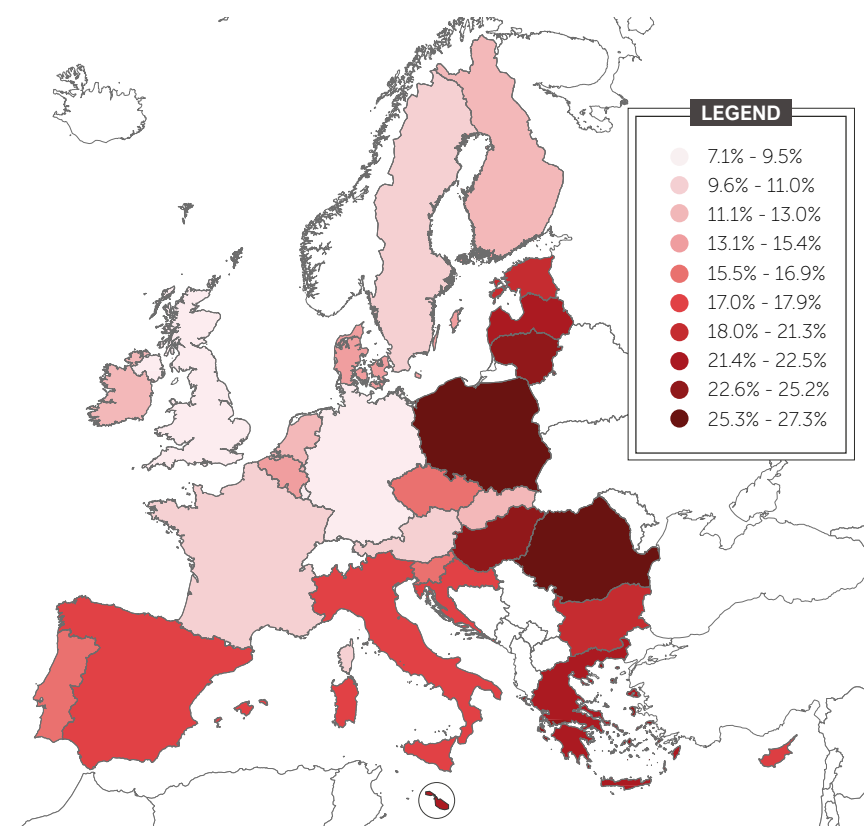 LEGEND
7.1% - 9.5%
9.6% - 11.0%
11.1% - 13.0%
13.1% - 15.4%
15.5% - 16.9%
17.0% - 17.9%
18.0% - 21.3%
21.4% - 22.5%
22.6% - 25.2%
25.3% - 27.3%